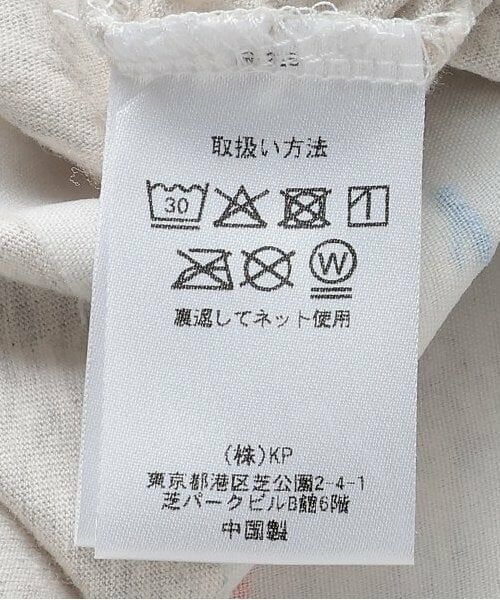 取扱い方法
30
W
裏返してネット使用
(株)KP
東京都港区芝公園2-4-1
芝パークビルB館6階
中国製